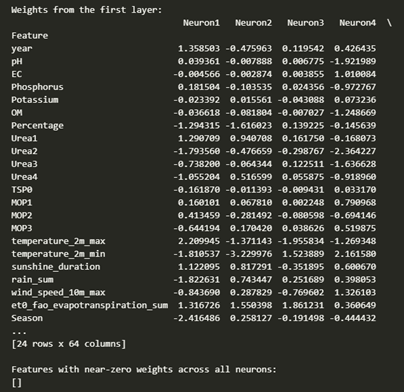 Weights from the first layer:
Neuron1 Neuron2 Neuron3 Neuron4 \
Feature
year 1.358503 -0.475963 0.119542 0.426435
pH 0.039361 -0.007888 0.006775 -1.921989
EC -0.004566 -0.002874 0.003855 1.010084
Phosphorus 0.181504 -0.103535 0.024356 -0.972767
Potassium -0.023392 0.015561 -0.043088 0.073236
OM -0.036618 -0.081804 -0.007027 -1.248669
Percentage -1.294315 -1.616023 0.139225 -0.145639
Urea1 1.290709 0.940708 0.161750 -0.168073
Urea2 -1.793560 -0.476659 -0.298767 -2.364227
Urea3 -0.738200 -0.064344 0.122511 -1.636628
Urea4 -1.055204 0.516599 0.055875 -0.918960
TSP0 -0.161870 -0.011393 -0.009431 0.033170
MOP1 0.160101 0.067810 0.002248 0.790968
MOP2 0.413459 -0.281492 -0.080598 -0.694146
MOP3 -0.644194 0.170420 0.038626 0.519875
temperature_2m_max 2.209945 -1.371143 -1.955834 -1.269348
temperature_2m_min -1.810537 -3.229976 1.523889 2.161580
sunshine_duration 1.122095 0.817291 -0.351895 0.600670
rain_sum -1.822631 0.743447 0.251689 0.398053
wind_speed_10m_max -0.843690 0.287829 -0.769602 1.326103
et0_fao_evapotranspiration_sum 1.316726 1.550398 1.861231 0.360649
Season -2.416486 0.258127 -0.191498 -0.444432
...
[24 rows x 64 columns]
Features with near-zero weights across all neurons:
[]